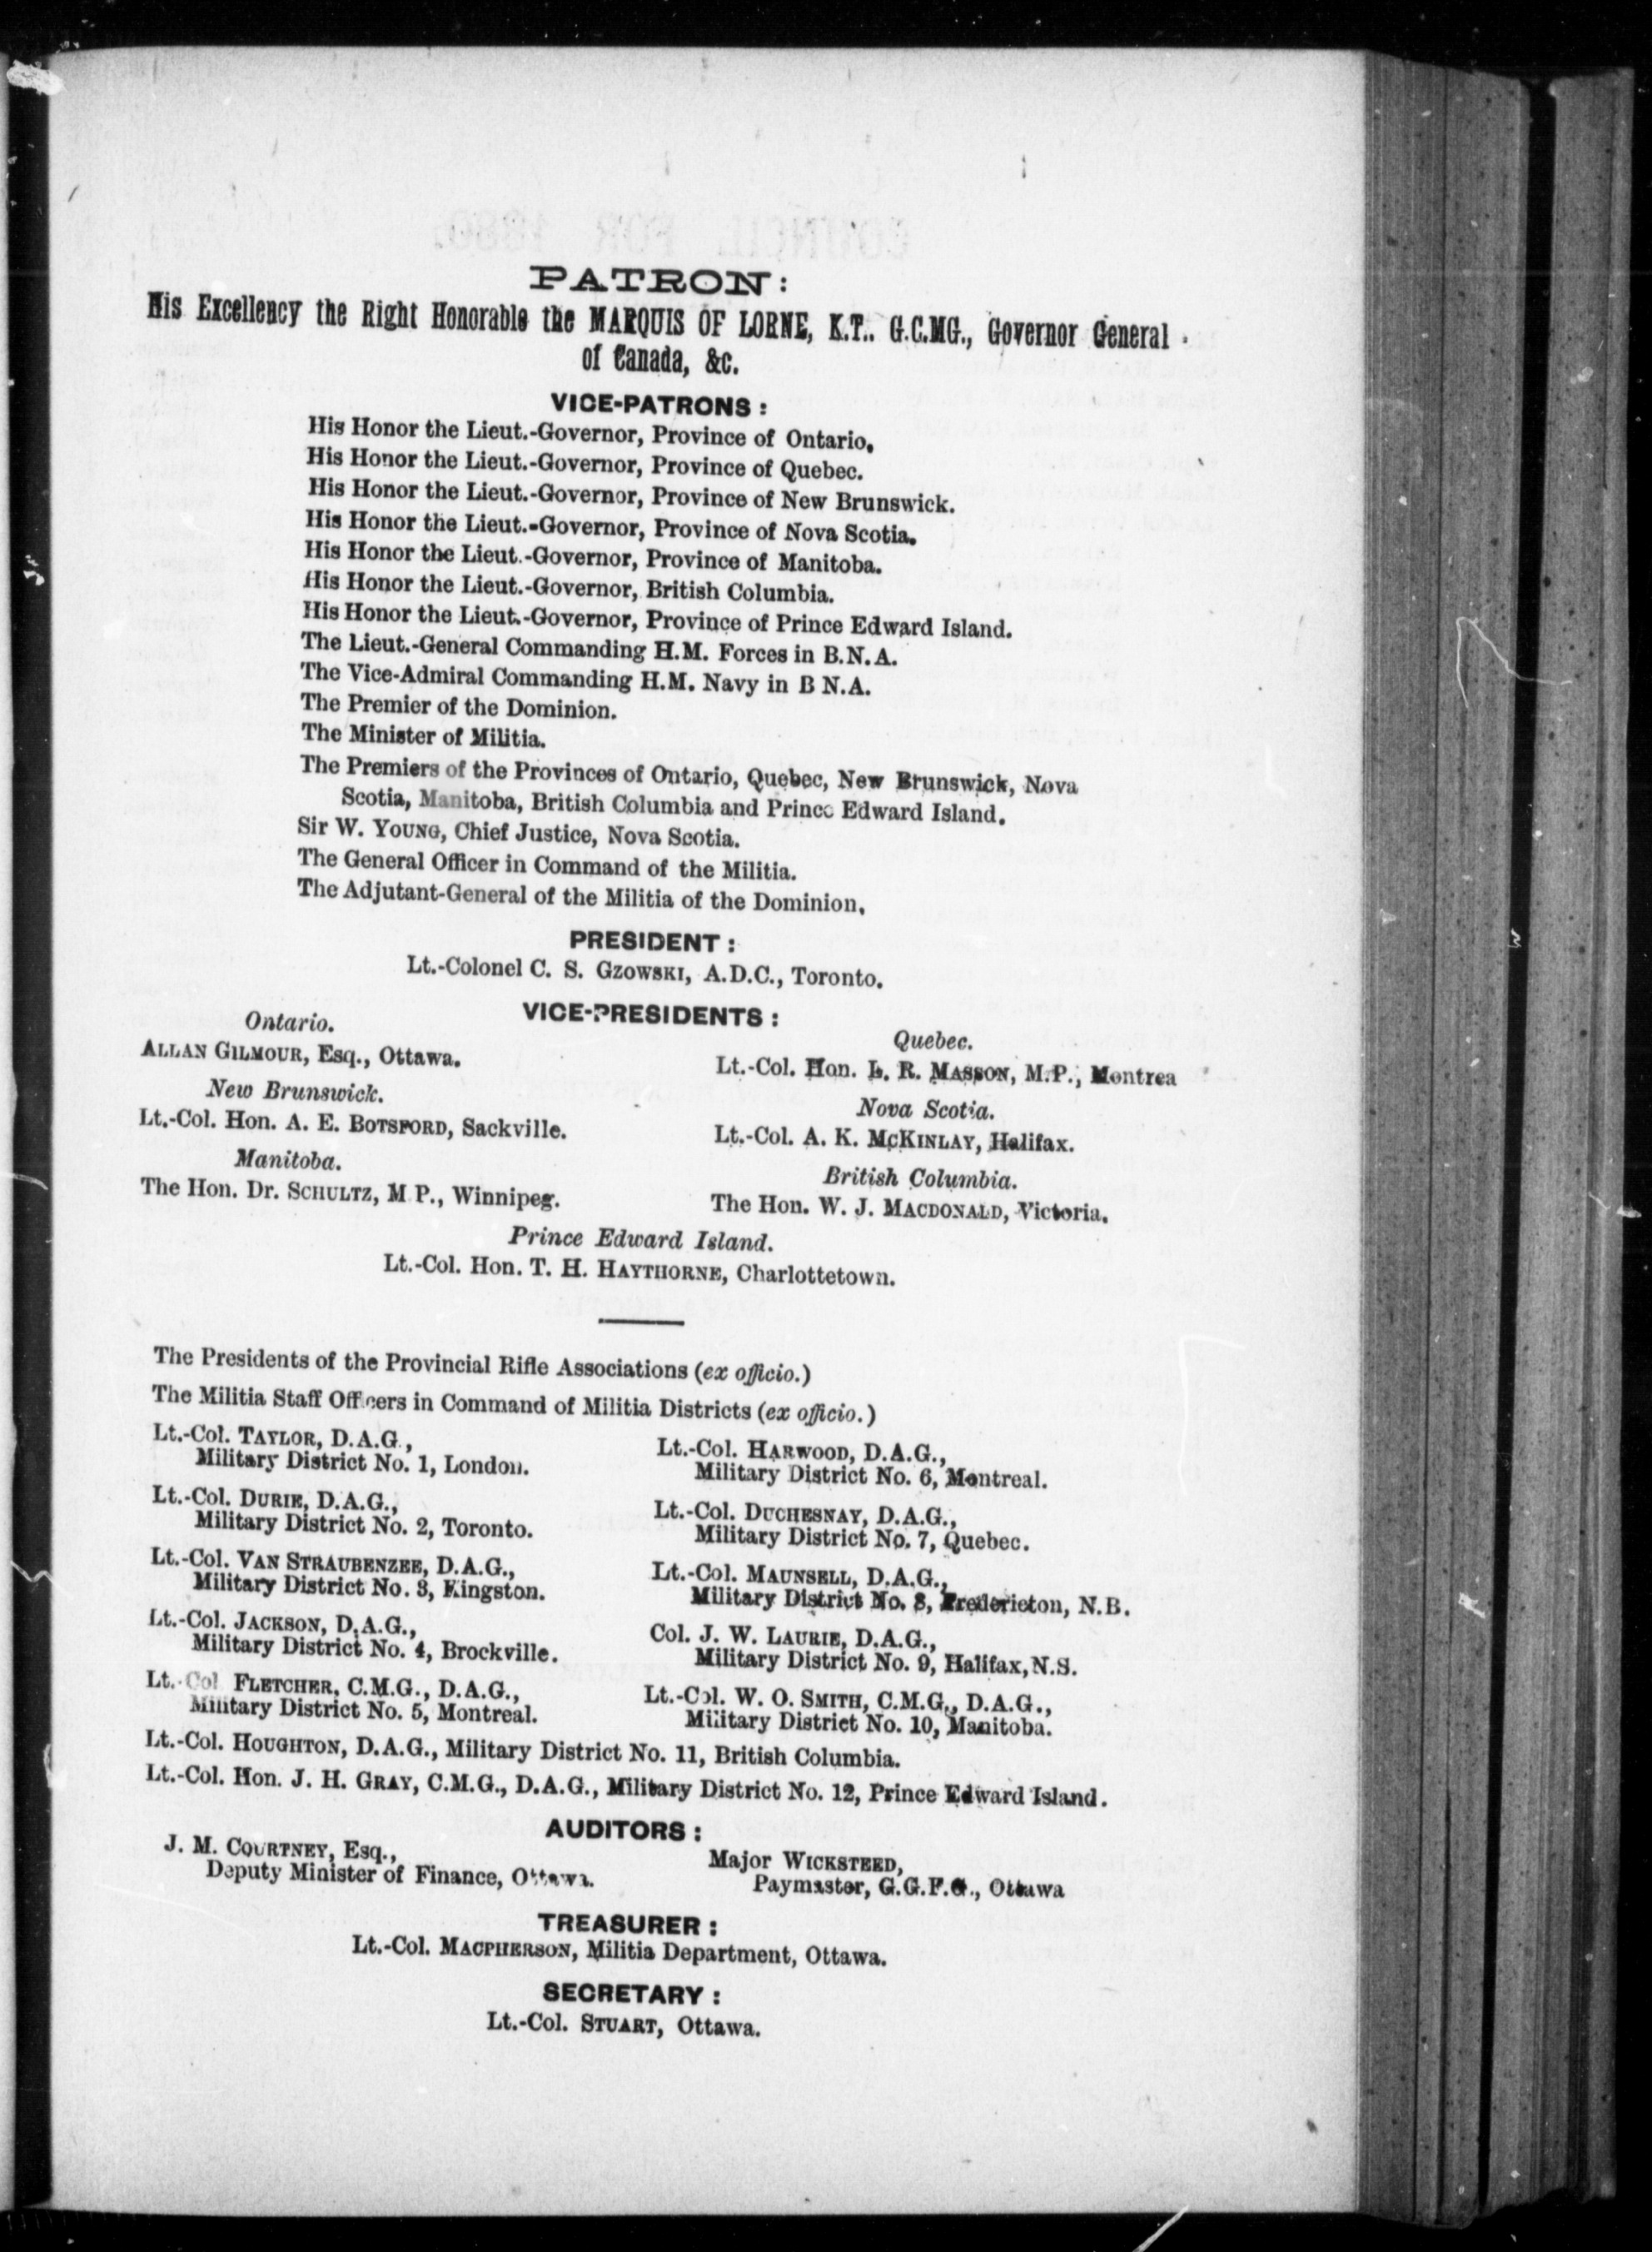 PATRON:
His Excellency the Right Honorable the MARQUIS OF LORNE, K.T.. G.C.MG., Governor General
of Canada, &c.
VICE-PATRONS:
His Honor the Lieut.-Governor, Province of Ontario.
His Honor the Lieut.-Governor, Province of Quebec.
His Honor the Lieut.-Governor, Province of New Brunswick.
His Honor the Lieut.-Governor, Province of Nova Scotia.
His Honor the Lieut.-Governor, Province of Manitoba.
His Honor the Lieut.-Governor, British Columbia.
His Honor the Lieut.-Governor, Province of Prince Edward Island.
The Lieut.-General Commanding H.M. Forces in B.N.A.
The Vice-Admiral Commanding H.M. Navy in B N.A.
The Premier of the Dominion.
The Minister of Militia.
The Premiers of the Provinces of Ontario, Quebec, New Brunswick, Nova
Scotia, Manitoba, British Columbia and Prince Edward Island.
Sir W. YOUNG, Chief Justice, Nova Scotia.
The General Officer in Command of the Militia.
The Adjutant-General of the Militia of the Dominion.
PRESIDENT:
Lt.-Colonel C. S. GZOWSKI, A.D.C., Toronto.
VICE-PRESIDENTS:
Ontario.
ALLAN GILMOUR, Esq., Ottawa.
Quebec.
Lt.-Col. Hon. L. R. MASSON, M.P., Montrea
New Brunswick.
Lt.-Col. Hon. A. E. BOTSFORD, Sackville.
Nova Scotia.
Lt.-Col. A. K. MCKINLAY, Halifax.
Manitoba.
The Hon. Dr. SCHULTZ, M P., Winnipeg.
British Columbia.
The Hon. W. J. MACDONALD, Victoria.
Prince Edward Island.
Lt.-Col. Hon. T. H. HAYTHORNE, Charlottetown.
The Presidents of the Provincial Rifle Associations (ex officio.)
The Militia Staff Officers in Command of Militia Districts (ex officio.)
Lt.-Col. TAYLOR, D.A.G.,
Military District No. 1, London.
Lt.-Col. HARWOOD, D.A.G.,
Military District No. 6, Montreal.
Lt.-Col. DURIE, D.A.G.,
Military District No. 2, Toronto.
Lt.-Col. DUCHESNAY, D.A.G.,
Military District No. 7, Quebec.
Lt.-Col. VAN STRAUBENZEE, D.A.G.,
Military District No. 3, Kingston.
Lt.-Col. MAUNSELL, D.A.G.,
Military District No. 8, Fredericton, N.B.
Lt.-Col. JACKSON, D.A.G.,
Military District No. 4, Brockville.
Col. J. W. LAURIE, D.A.G.,
Military District No. 9, Halifax, N.S.
Lt.-Col FLETCHER, C.M.G., D.A.G.,
Military District No. 5, Montreal.
Lt.-Col. W. O. SMITH, C.M.G., D.A.G.,
Military District No. 10, Manitoba.
Lt.-Col. HOUGHTON, D.A.G., Military District No. 11, British Columbia.
Lt.-Col. Hon. J. H. GRAY, C.M.G., D.A.G., Military District No. 12, Prince Edward Island.
AUDITORS:
J. M. COURTNEY, Esq.,
Deputy Minister of Finance, Ottawa.
Major WICKSTEED,
Paymaster, G.G.F.G., Ottawa
TREASURER:
Lt.-Col. MACPHERSON, Militia Department, Ottawa.
SECRETARY:
Lt.-Col. STUART, Ottawa.